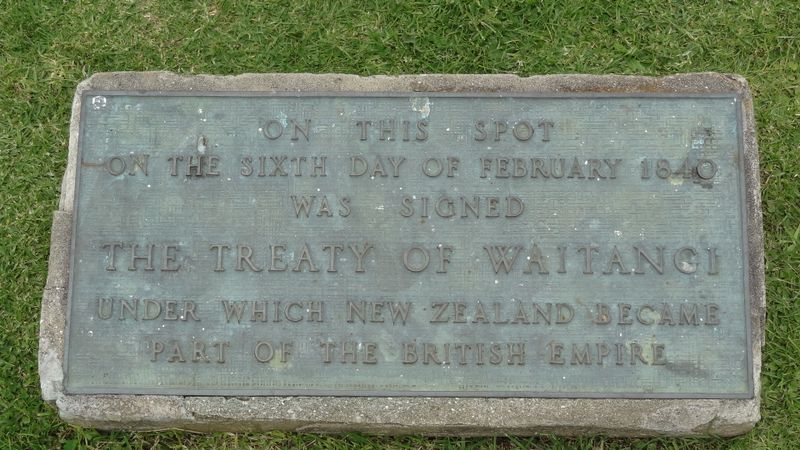 ON THIS SPOT
ON THE SIXTH DAY OF FEBRUARY 1840
WAS SIGNED
THE TREATY OF WAITANGI
UNDER WHICH NEW ZEALAND BECAME
PART OF THE BRITISH EMPIRE